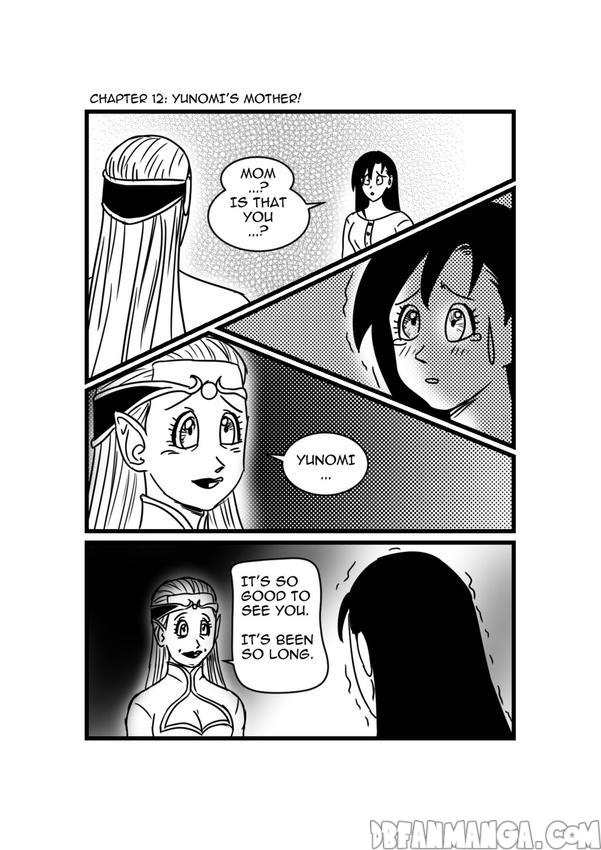 CHAPTER 12: YUNOMI'S MOTHER!
MOM
...?
IS THAT
YOU
...?
YUNOMI
...
IT'S SO
GOOD TO
SEE YOU.
IT'S BEEN
SO LONG.
DBFANMANGA.COM